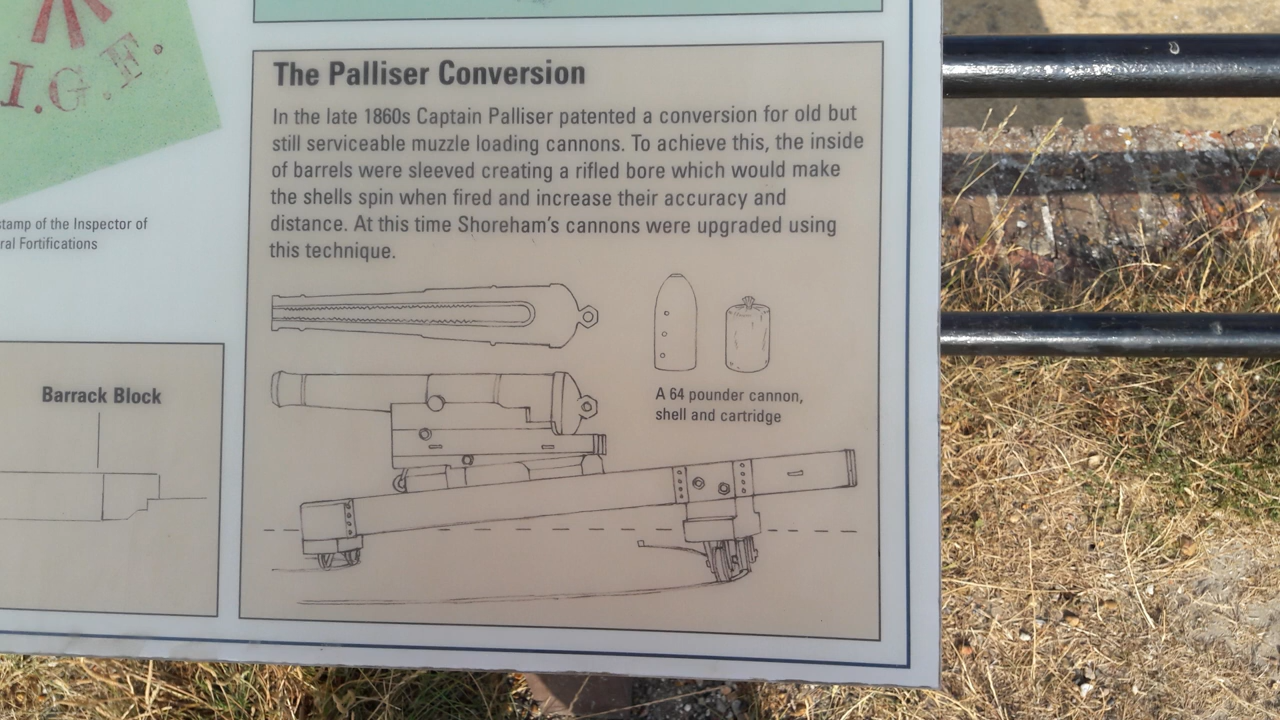 I.G.F.
stamp of the Inspector of
ral Fortifications
Barrack Block
The Palliser Conversion
In the late 1860s Captain Palliser patented a conversion for old but
still serviceable muzzle loading cannons. To achieve this, the inside
of barrels were sleeved creating a rifled bore which would make
the shells spin when fired and increase their accuracy and
distance. At this time Shoreham's cannons were upgraded using
this technique.
A 64 pounder cannon,
shell and cartridge